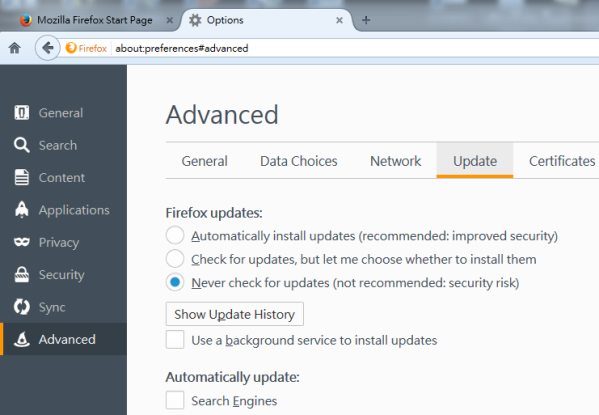 Mozilla Firefox Start Page × Options × +
Firefox about:preferences#advanced
General
Search
Content
Applications
Privacy
Security
Sync
Advanced
Advanced
General Data Choices Network Update Certificates
Firefox updates:
Automatically install updates (recommended: improved security)
Check for updates, but let me choose whether to install them
Never check for updates (not recommended: security risk)
Show Update History
Use a background service to install updates
Automatically update:
Search Engines